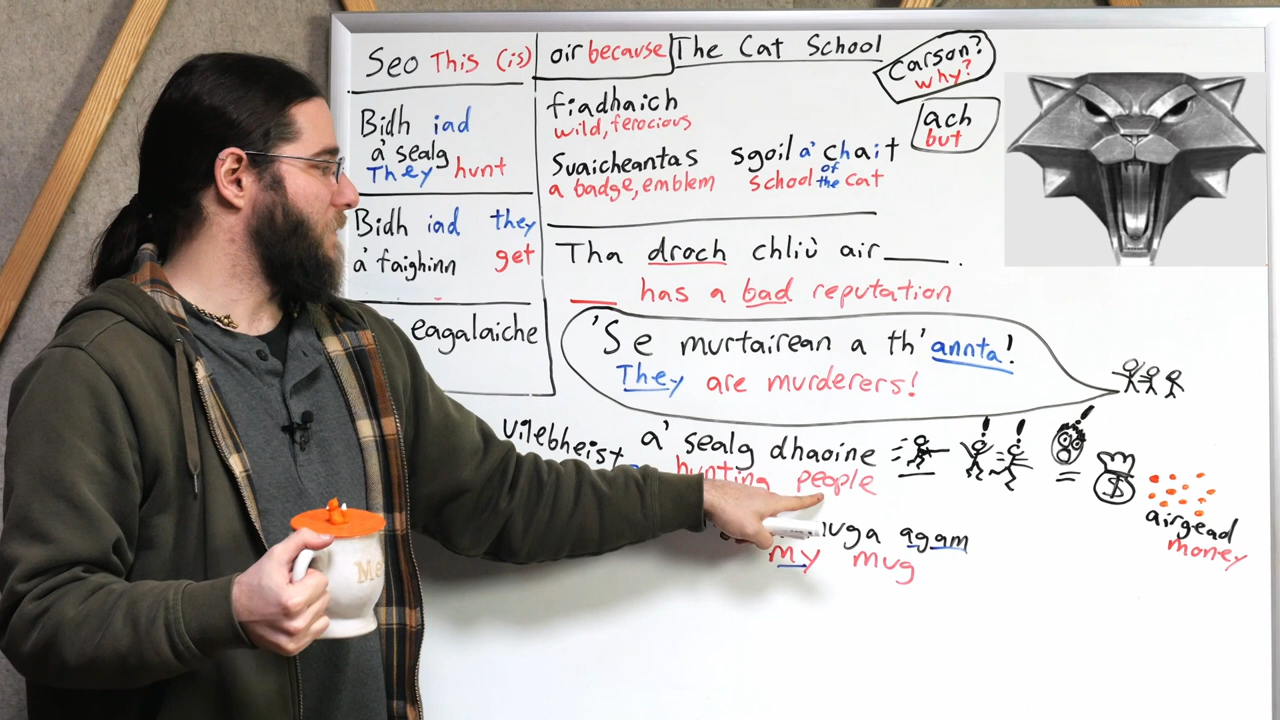 Seo This (is)
Bidh iad
a' sealg
They hunt
Bidh iad they
a' faighinn get
eagalaiche
oir because
The Cat School
Carson?
why?
ach
but
fiadhaich
wild, ferocious
Suaicheantas sgoil a' chait
a badge, emblem school of the cat
Tha droch chliù air ____.
____ has a bad reputation
'S e murtairean a th' annta!
They are murderers!
uilebheist a' sealg dhaoine
hunting people
$
airgead
money
agam
my mug
Me